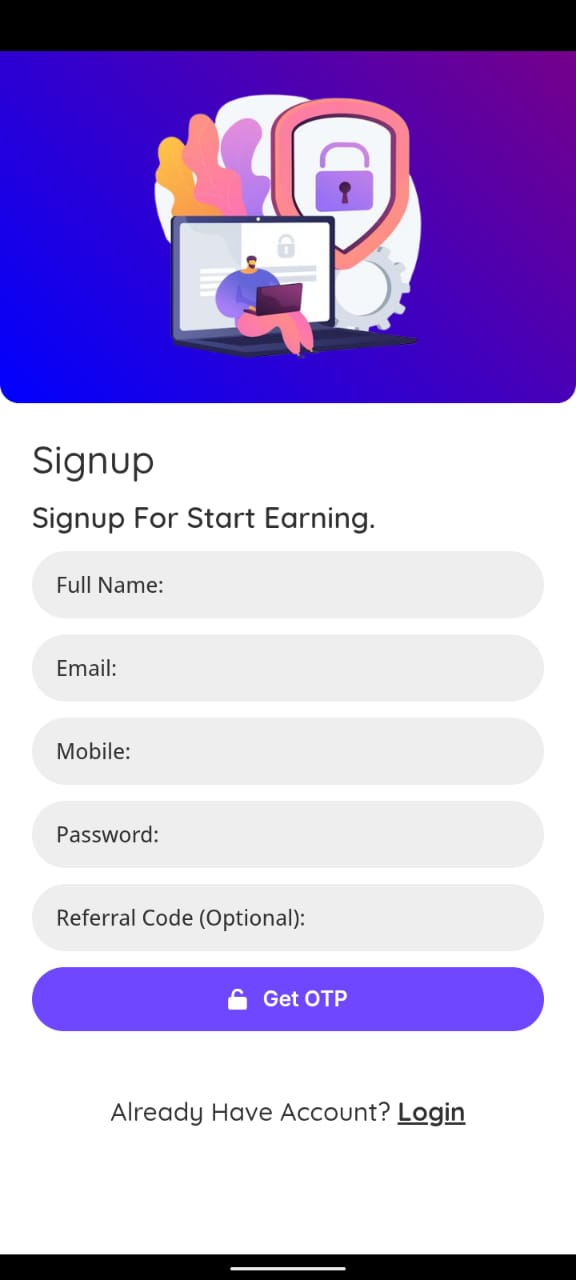 Signup
Signup For Start Earning.
Full Name:
Email:
Mobile:
Password:
Referral Code (Optional):
Get OTP
Already Have Account? Login